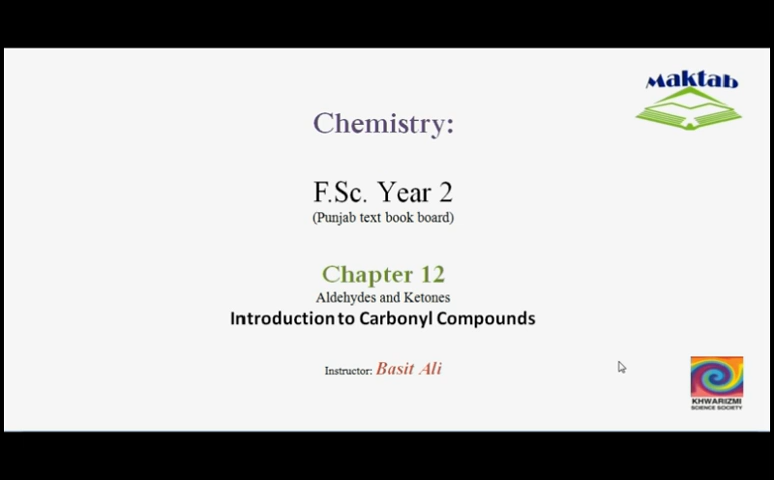 Maktab
Chemistry:
F.Sc. Year 2
(Punjab text book board)
Chapter 12
Aldehydes and Ketones
Introduction to Carbonyl Compounds
Instructor: Basit Ali
KHWARIZMI
SCIENCE SOCIETY